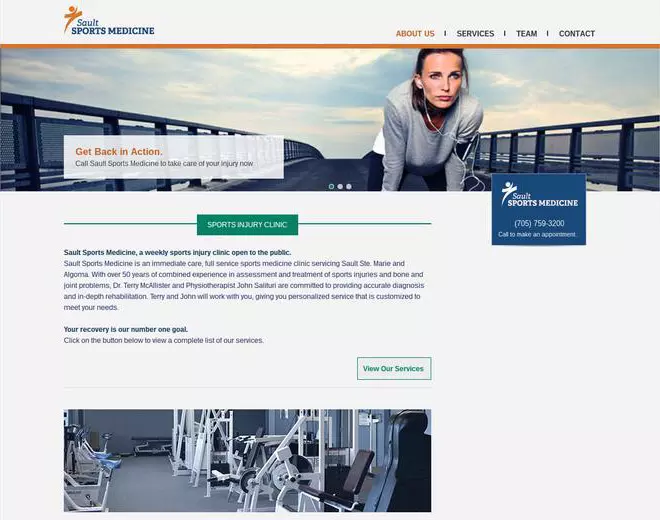 Sault
SPORTS MEDICINE
ABOUT US
SERVICES
TEAM
CONTACT
Get Back in Action.
Call Sault Sports Medicine to take care of your injury now.
Sault
SPORTS MEDICINE
(705) 759-3200
Call to make an appointment.
SPORTS INJURY CLINIC
Sault Sports Medicine, a weekly sports injury clinic open to the public.
Sault Sports Medicine is an immediate care, full service sports medicine clinic servicing Sault Ste. Marie and
Algoma. With over 50 years of combined experience in assessment and treatment of sports injuries and bone and
joint problems, Dr. Terry McAllister and Physiotherapist John Salituri are committed to providing accurate diagnosis
and in-depth rehabilitation. Terry and John will work with you, giving you personalized service that is customized to
meet your needs.
Your recovery is our number one goal.
Click on the button below to view a complete list of our services.
View Our Services